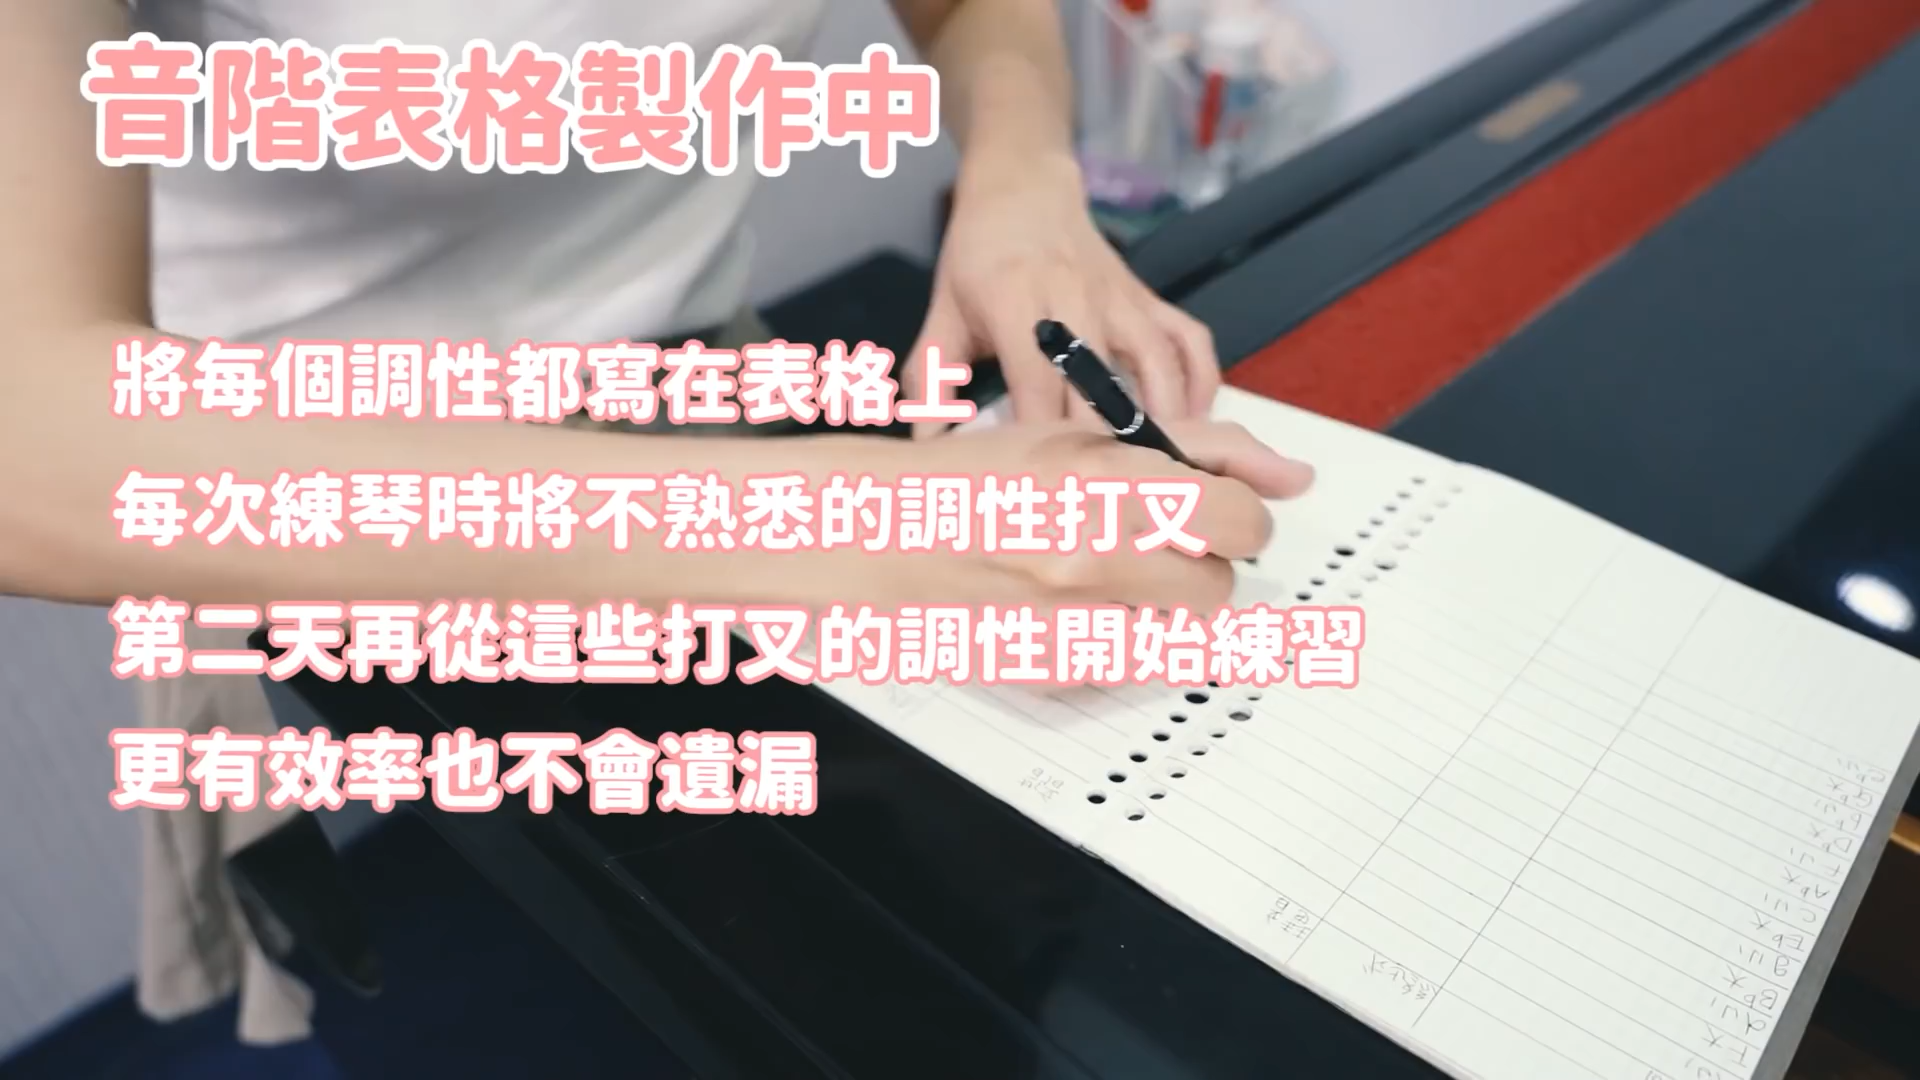 音階表格製作中
將每個調性都寫在表格上
每次練琴時將不熟悉的調性打叉
第二天再從這些打叉的調性開始練習
更有效率也不會遺漏